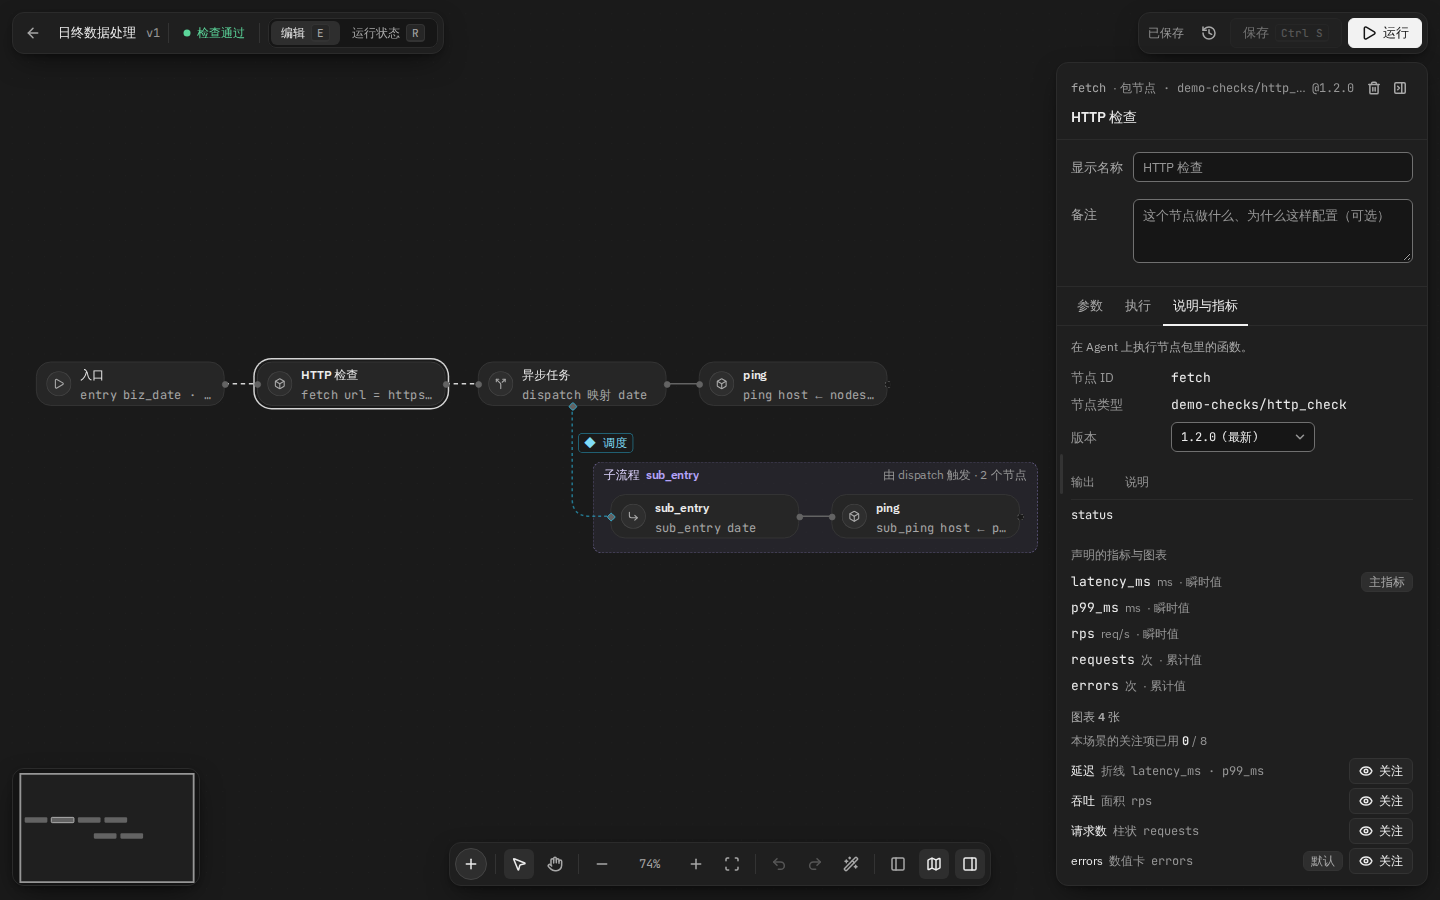 日终数据处理 v1 检查通过 编辑 E 运行状态 R
已保存 保存 Ctrl S 运行
fetch · 包节点 · demo-checks/http_… @1.2.0
HTTP 检查
显示名称 HTTP 检查
备注 这个节点做什么、为什么这样配置（可选）
参数 执行 说明与指标
在 Agent 上执行节点包里的函数。
节点 ID fetch
节点类型 demo-checks/http_check
版本 1.2.0 (最新)
输出 说明
status
声明的指标与图表
latency_ms ms · 瞬时值 主指标
p99_ms ms · 瞬时值
rps req/s · 瞬时值
requests 次 · 累计值
errors 次 · 累计值
图表 4 张
本场景的关注项已用 0 / 8
延迟 折线 latency_ms · p99_ms 关注
吞吐 面积 rps 关注
请求数 柱状 requests 关注
errors 数值卡 errors 默认 关注
入口
entry biz_date · …
HTTP 检查
fetch url = https…
异步任务
dispatch 映射 date
ping
ping host ← nodes…
调度
子流程 sub_entry 由 dispatch 触发 · 2 个节点
sub_entry
sub_entry date
ping
sub_ping host ← p…
74%